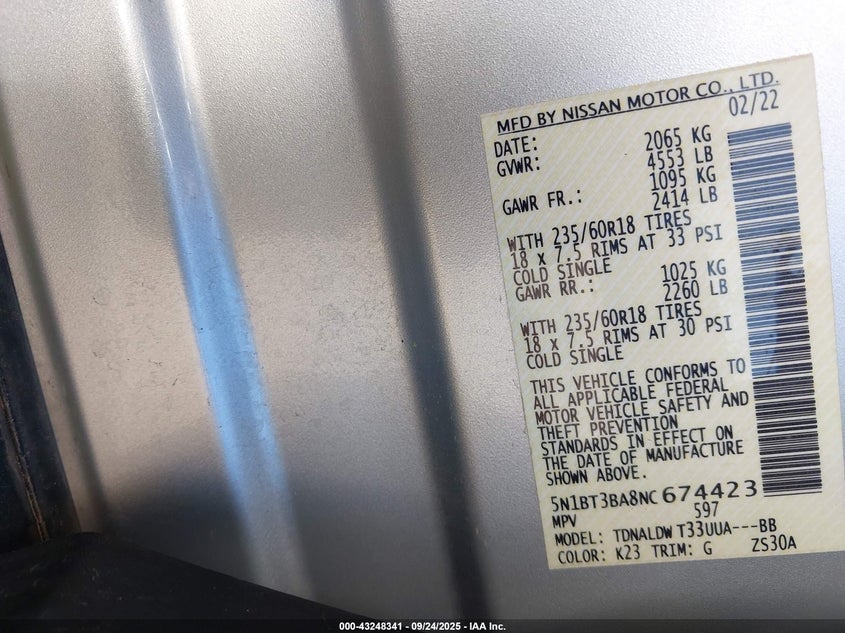 MFD BY NISSAN MOTOR CO., LTD.
DATE: 02/22
GVWR: 2065 KG
4553 LB
GAWR FR.: 1095 KG
2414 LB
WITH 235/60R18 TIRES
18 x 7.5 RIMS AT 33 PSI
COLD SINGLE
GAWR RR.: 1025 KG
2260 LB
WITH 235/60R18 TIRES
18 x 7.5 RIMS AT 30 PSI
COLD SINGLE
THIS VEHICLE CONFORMS TO
ALL APPLICABLE FEDERAL
MOTOR VEHICLE SAFETY AND
THEFT PREVENTION
STANDARDS IN EFFECT ON
THE DATE OF MANUFACTURE
SHOWN ABOVE.
5N1BT3BA8NC674423
MPV 597
MODEL: TDNALDW T33UUA---BB
COLOR: K23 TRIM: G ZS30A
000-43248341 - 09/24/2025 - IAA Inc.